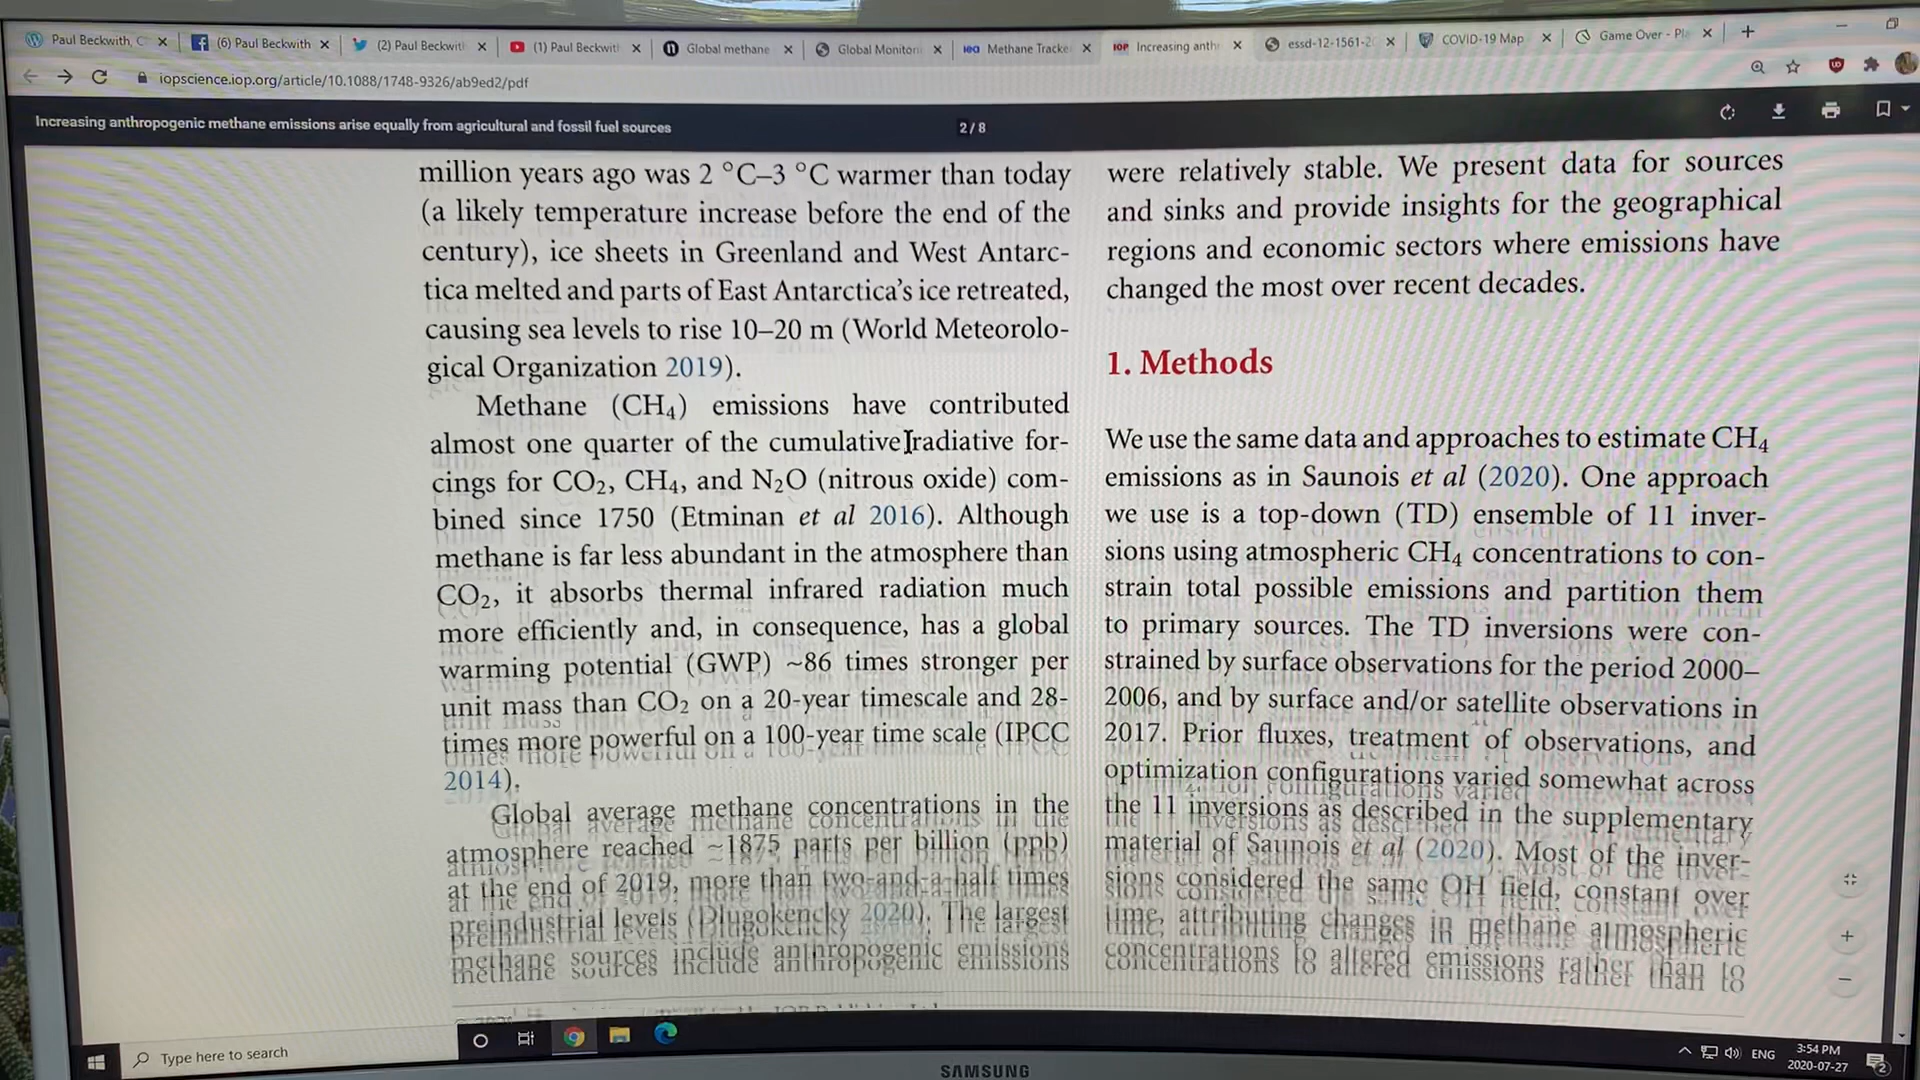 Paul Beckwith, C
(6) Paul Beckwith
(2) Paul Beckwit
(1) Paul Beckwit
Global methane
Global Monitori
iea Methane Tracke
IOP Increasing anthr
essd-12-1561-20
COVID-19 Map
Game Over - Pl
iopscience.iop.org/article/10.1088/1748-9326/ab9ed2/pdf
Increasing anthropogenic methane emissions arise equally from agricultural and fossil fuel sources
2 / 8
million years ago was 2 °C–3 °C warmer than today
(a likely temperature increase before the end of the
century), ice sheets in Greenland and West Antarc-
tica melted and parts of East Antarctica's ice retreated,
causing sea levels to rise 10–20 m (World Meteorolo-
gical Organization 2019).
Methane (CH4) emissions have contributed
almost one quarter of the cumulative radiative for-
cings for CO2, CH4, and N2O (nitrous oxide) com-
bined since 1750 (Etminan et al 2016). Although
methane is far less abundant in the atmosphere than
CO2, it absorbs thermal infrared radiation much
more efficiently and, in consequence, has a global
warming potential (GWP) ~86 times stronger per
unit mass than CO2 on a 20-year timescale and 28-
times more powerful on a 100-year time scale (IPCC
2014).
Global average methane concentrations in the
atmosphere reached ~1875 parts per billion (ppb)
at the end of 2019, more than two-and-a-half times
preindustrial levels (Dlugokencky 2020). The largest
methane sources include anthropogenic emissions
were relatively stable. We present data for sources
and sinks and provide insights for the geographical
regions and economic sectors where emissions have
changed the most over recent decades.
1. Methods
We use the same data and approaches to estimate CH4
emissions as in Saunois et al (2020). One approach
we use is a top-down (TD) ensemble of 11 inver-
sions using atmospheric CH4 concentrations to con-
strain total possible emissions and partition them
to primary sources. The TD inversions were con-
strained by surface observations for the period 2000–
2006, and by surface and/or satellite observations in
2017. Prior fluxes, treatment of observations, and
optimization configurations varied somewhat across
the 11 inversions as described in the supplementary
material of Saunois et al (2020). Most of the inver-
sions considered the same OH field, constant over
time, attributing changes in methane atmospheric
concentrations to altered emissions rather than to
Type here to search
ENG
3:54 PM
2020-07-27
2
SAMSUNG